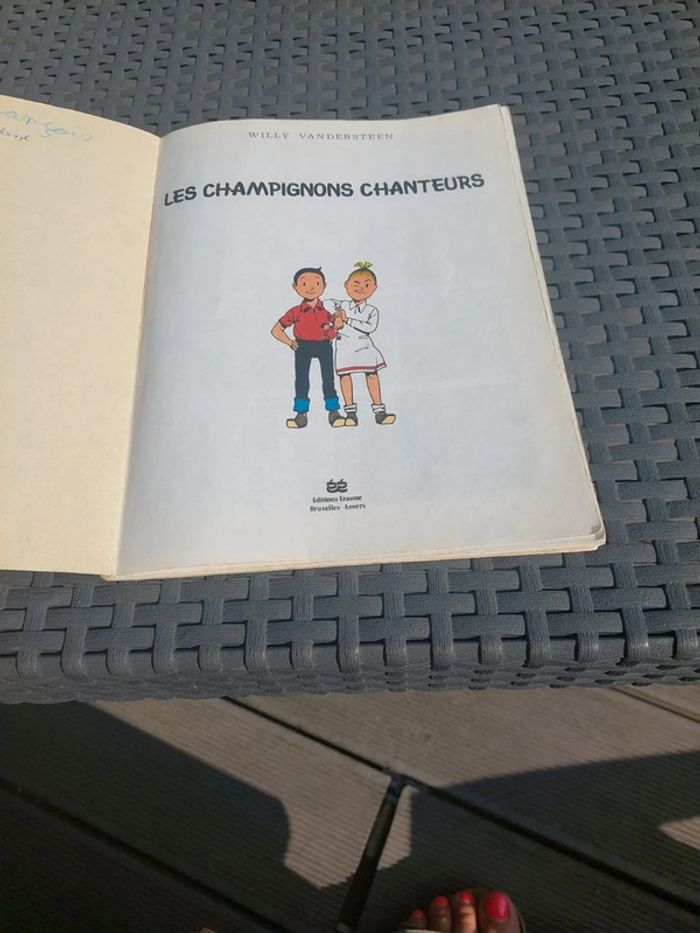 WILLY VANDERSTEEN
LES CHAMPIGNONS CHANTEURS
Editions Erasme
Bruxelles - Anvers